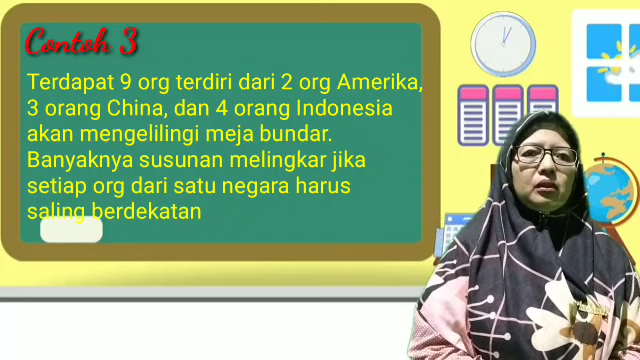 Contoh 3
Terdapat 9 org terdiri dari 2 org Amerika,
3 orang China, dan 4 orang Indonesia
akan mengelilingi meja bundar.
Banyaknya susunan melingkar jika
setiap org dari satu negara harus
saling berdekatan